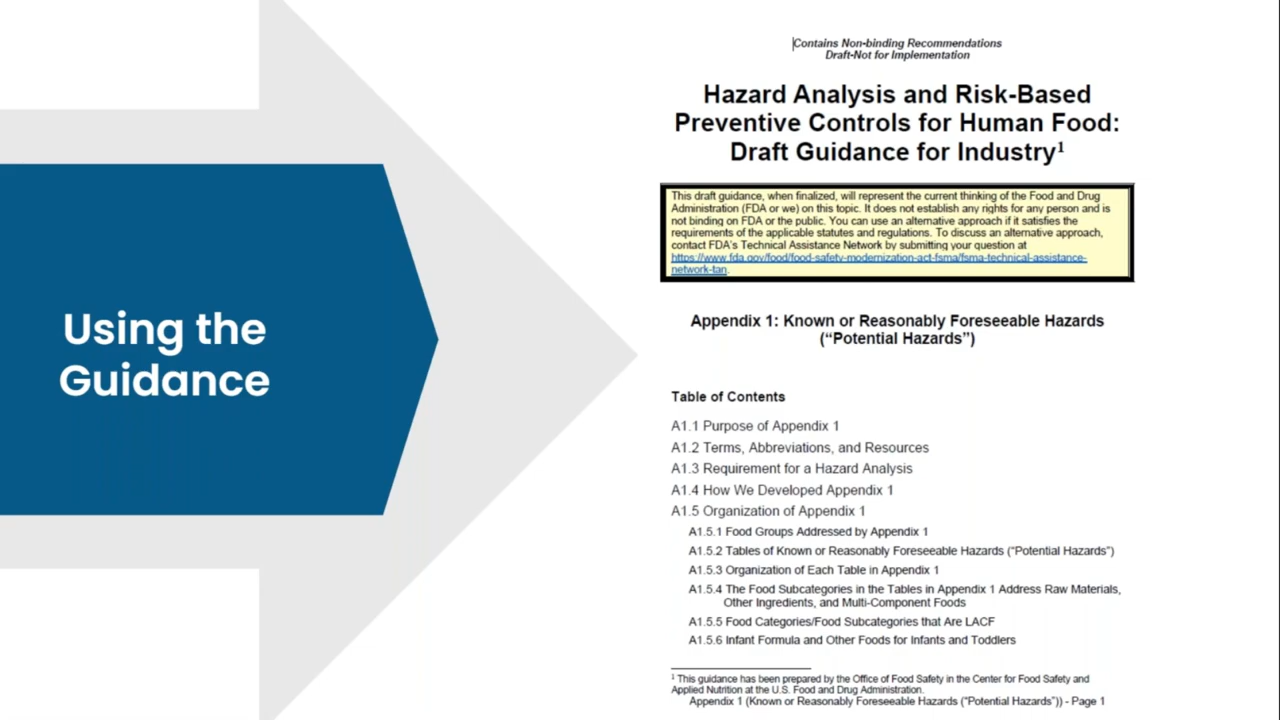 Using the
Guidance
Contains Non-binding Recommendations
Draft-Not for Implementation
Hazard Analysis and Risk-Based
Preventive Controls for Human Food:
Draft Guidance for Industry¹
This draft guidance, when finalized, will represent the current thinking of the Food and Drug
Administration (FDA or we) on this topic. It does not establish any rights for any person and is
not binding on FDA or the public. You can use an alternative approach if it satisfies the
requirements of the applicable statutes and regulations. To discuss an alternative approach,
contact FDA's Technical Assistance Network by submitting your question at
https://www.fda.gov/food/food-safety-modernization-act-fsma/fsma-technical-assistance-
network-tan.
Appendix 1: Known or Reasonably Foreseeable Hazards
(“Potential Hazards”)
Table of Contents
A1.1 Purpose of Appendix 1
A1.2 Terms, Abbreviations, and Resources
A1.3 Requirement for a Hazard Analysis
A1.4 How We Developed Appendix 1
A1.5 Organization of Appendix 1
A1.5.1 Food Groups Addressed by Appendix 1
A1.5.2 Tables of Known or Reasonably Foreseeable Hazards (“Potential Hazards”)
A1.5.3 Organization of Each Table in Appendix 1
A1.5.4 The Food Subcategories in the Tables in Appendix 1 Address Raw Materials,
Other Ingredients, and Multi-Component Foods
A1.5.5 Food Categories/Food Subcategories that Are LACF
A1.5.6 Infant Formula and Other Foods for Infants and Toddlers
¹ This guidance has been prepared by the Office of Food Safety in the Center for Food Safety and
Applied Nutrition at the U.S. Food and Drug Administration.
Appendix 1 (Known or Reasonably Foreseeable Hazards (“Potential Hazards”)) - Page 1